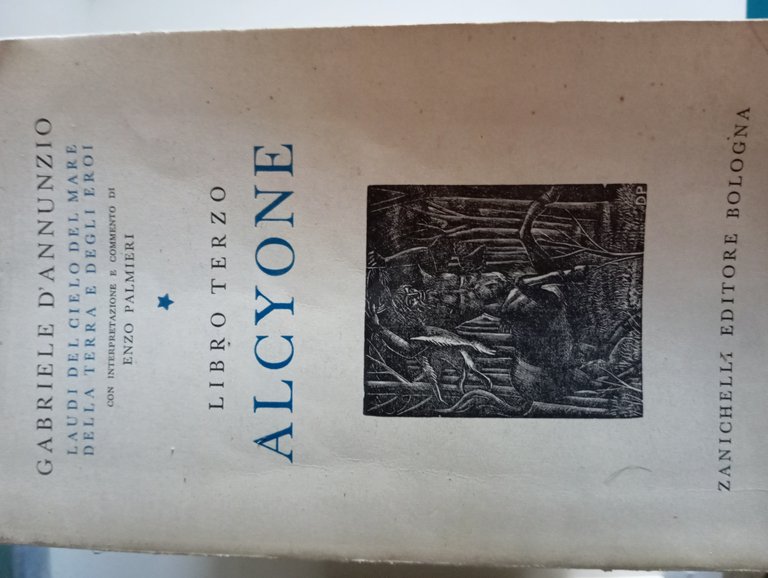 GABRIELE D'ANNUNZIO
LAUDI DEL CIELO DEL MARE
DELLA TERRA E DEGLI EROI
CON INTERPRETAZIONE E COMMENTO DI
ENZO PALMIERI
LIBRO TERZO
ALCYONE
DP
ZANICHELLI EDITORE BOLOGNA